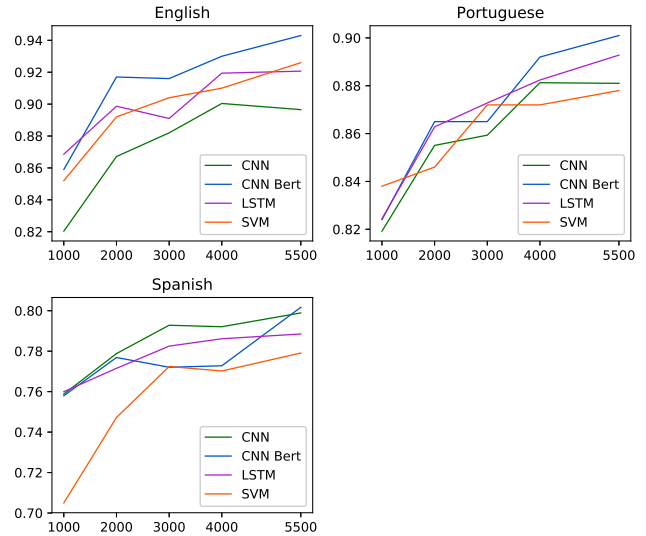 English
0.94
0.92
0.90
0.88
0.86
0.84
0.82
1000 2000 3000 4000 5500
CNN
CNN Bert
LSTM
SVM
Portuguese
0.90
0.88
0.86
0.84
0.82
1000 2000 3000 4000 5500
CNN
CNN Bert
LSTM
SVM
Spanish
0.80
0.78
0.76
0.74
0.72
0.70
1000 2000 3000 4000 5500
CNN
CNN Bert
LSTM
SVM